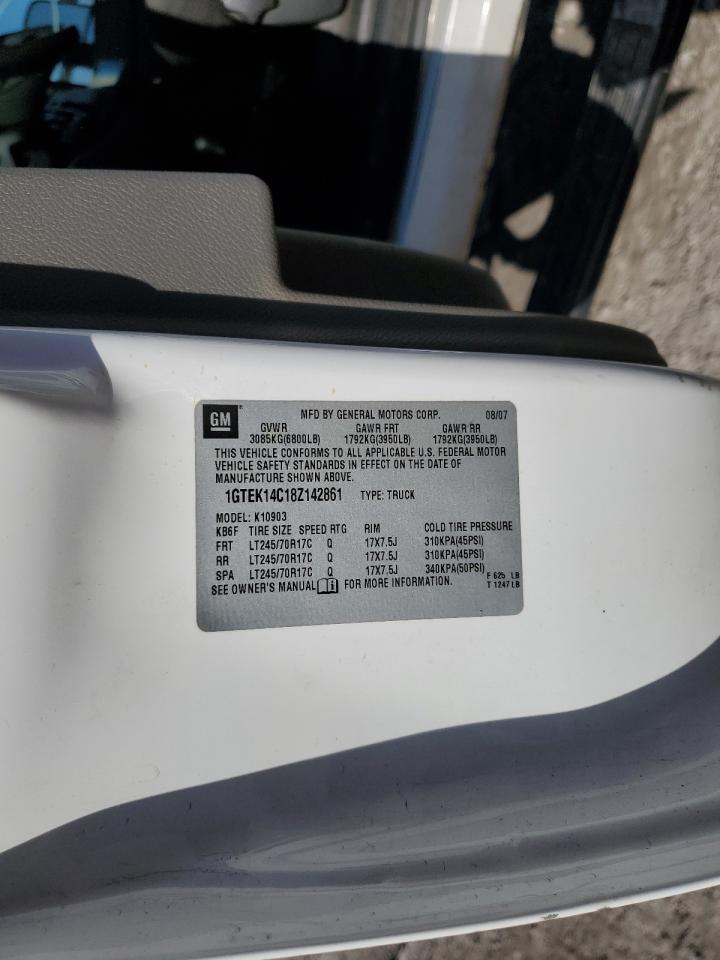 GM ® MFD BY GENERAL MOTORS CORP. 08/07
GVWR GAWR FRT GAWR RR
3085KG(6800LB) 1792KG(3950LB) 1792KG(3950LB)
THIS VEHICLE CONFORMS TO ALL APPLICABLE U.S. FEDERAL MOTOR
VEHICLE SAFETY STANDARDS IN EFFECT ON THE DATE OF
MANUFACTURE SHOWN ABOVE.
1GTEK14C18Z142861 TYPE: TRUCK
MODEL: K10903
KB6F TIRE SIZE SPEED RTG RIM COLD TIRE PRESSURE
FRT LT245/70R17C Q 17X7.5J 310KPA(45PSI)
RR LT245/70R17C Q 17X7.5J 310KPA(45PSI)
SPA LT245/70R17C Q 17X7.5J 340KPA(50PSI) F 625 LB
SEE OWNER'S MANUAL FOR MORE INFORMATION. T 1247 LB